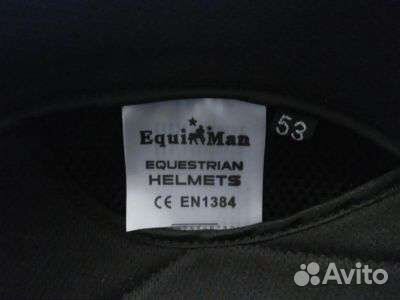 Equi Man
EQUESTRIAN
HELMETS
CE EN1384
53
Avito